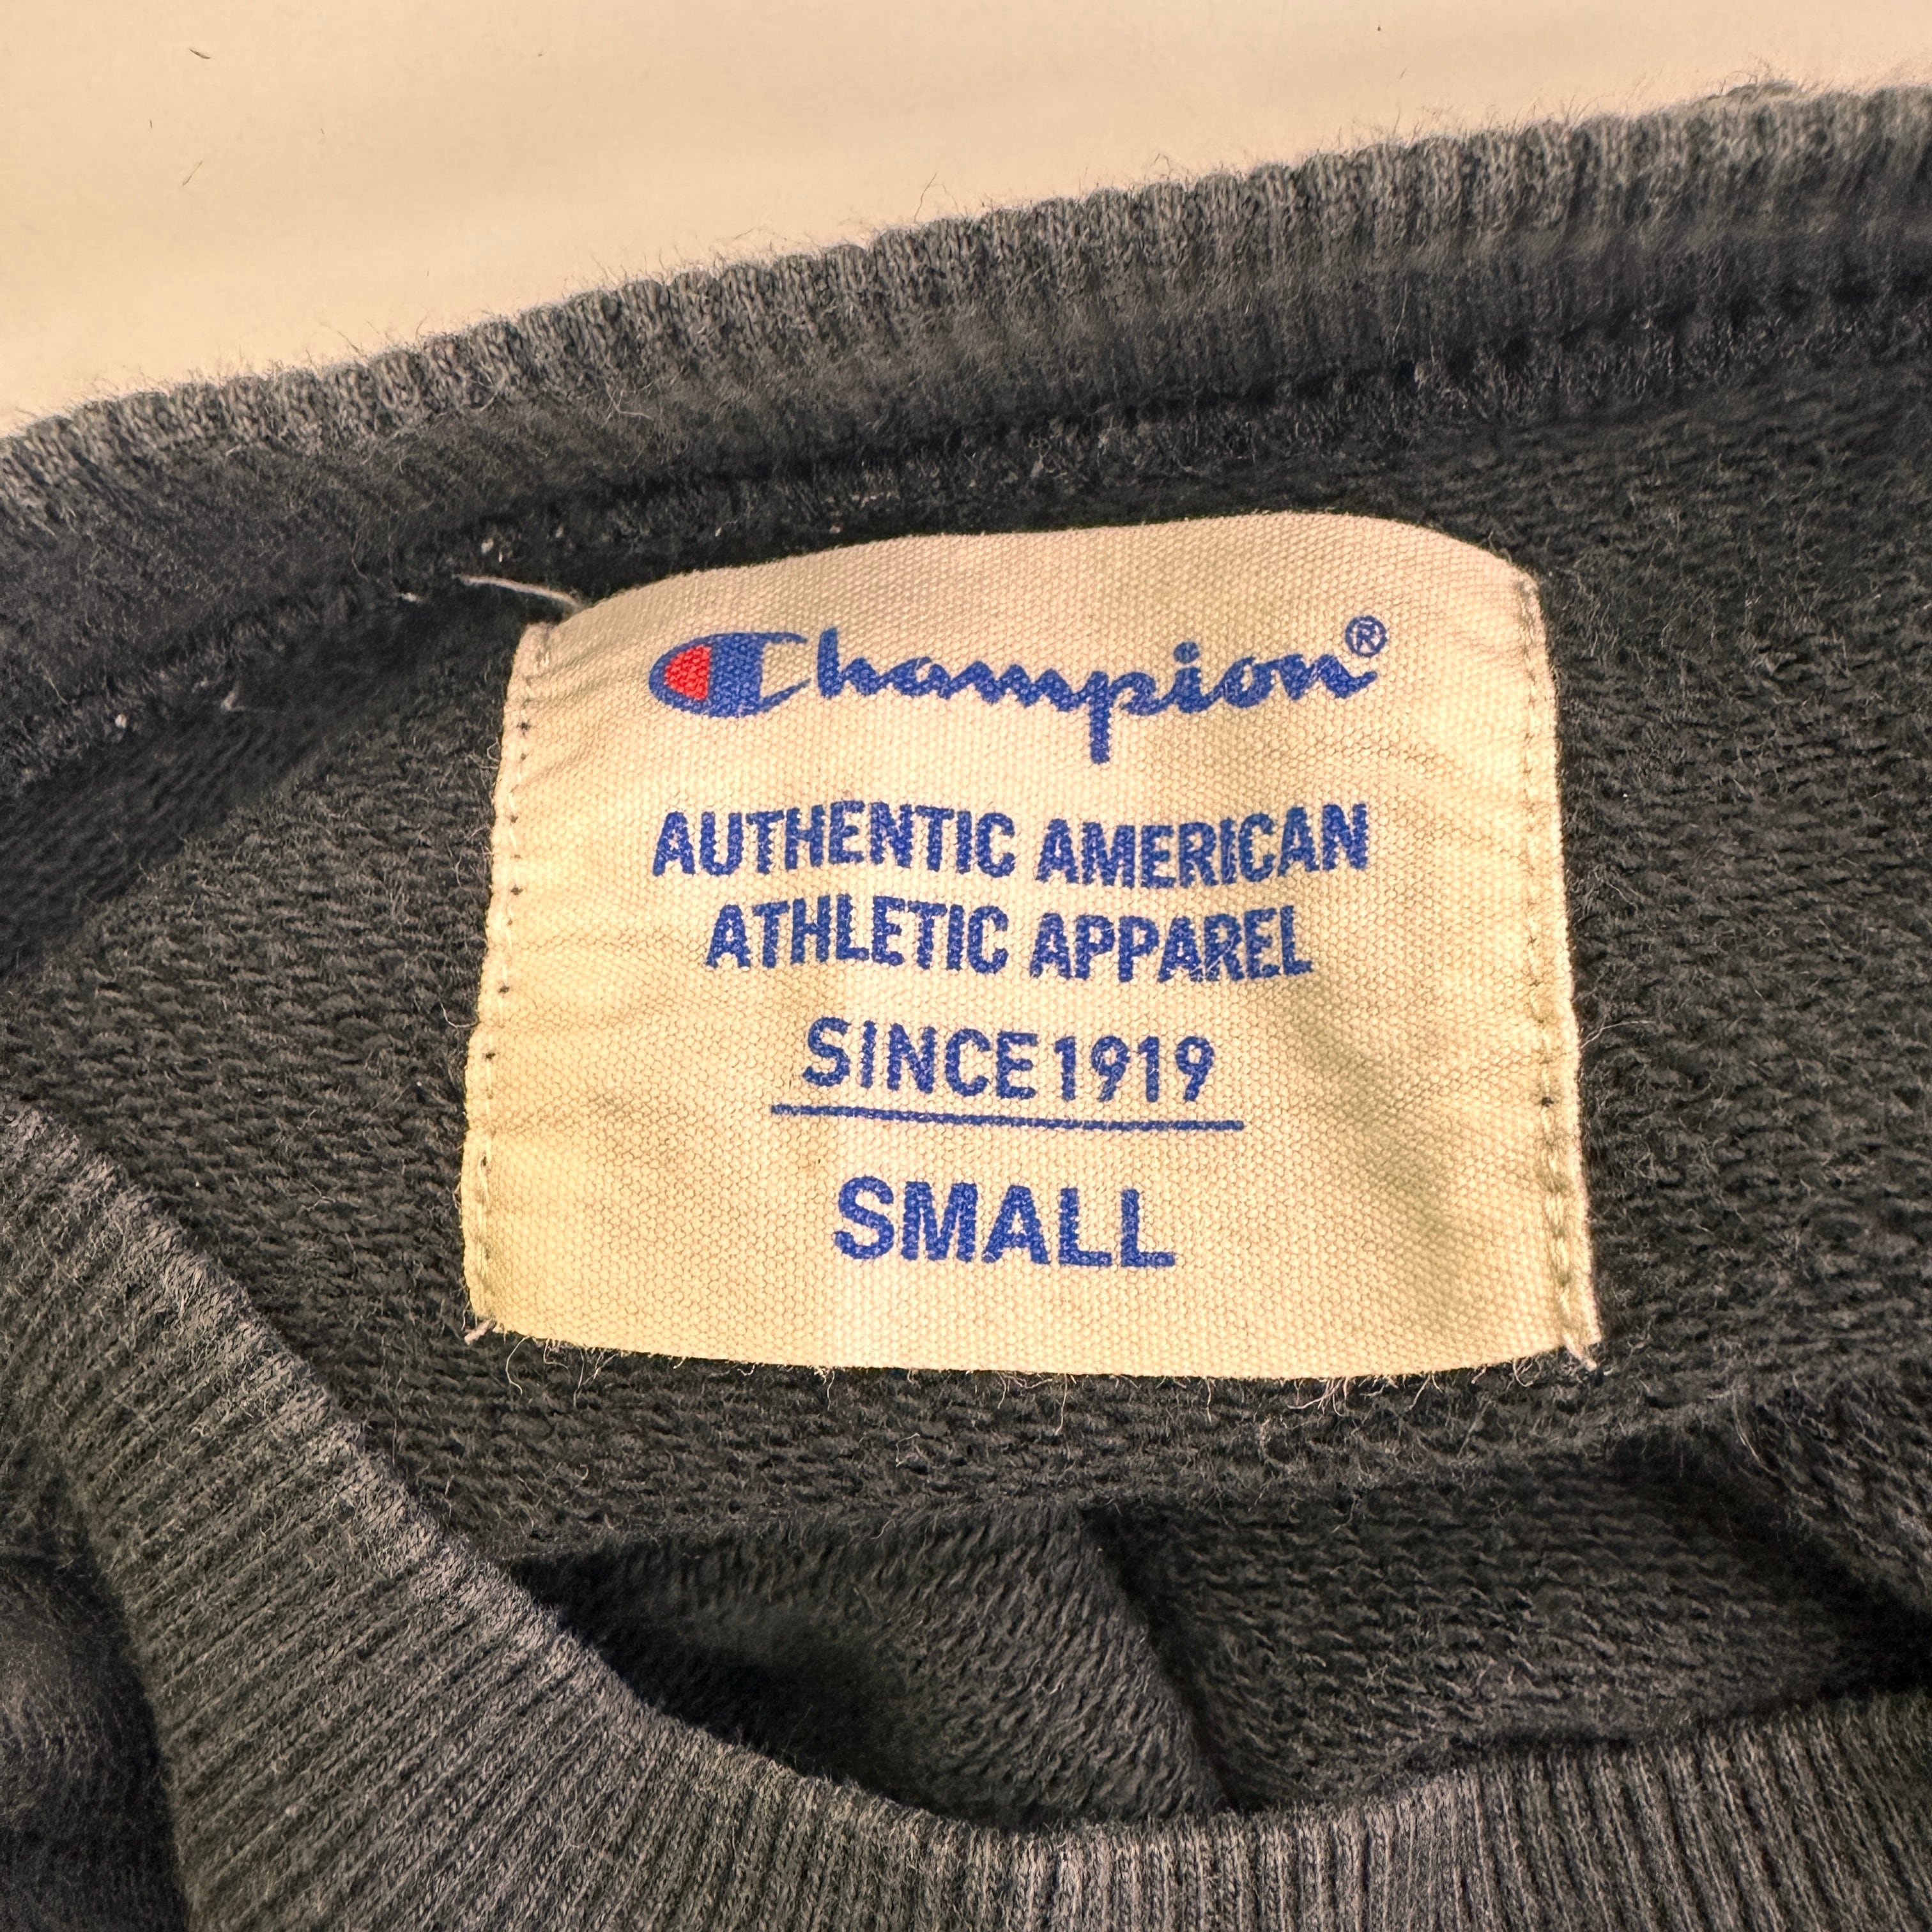 Champion®
AUTHENTIC AMERICAN
ATHLETIC APPAREL
SINCE 1919
SMALL